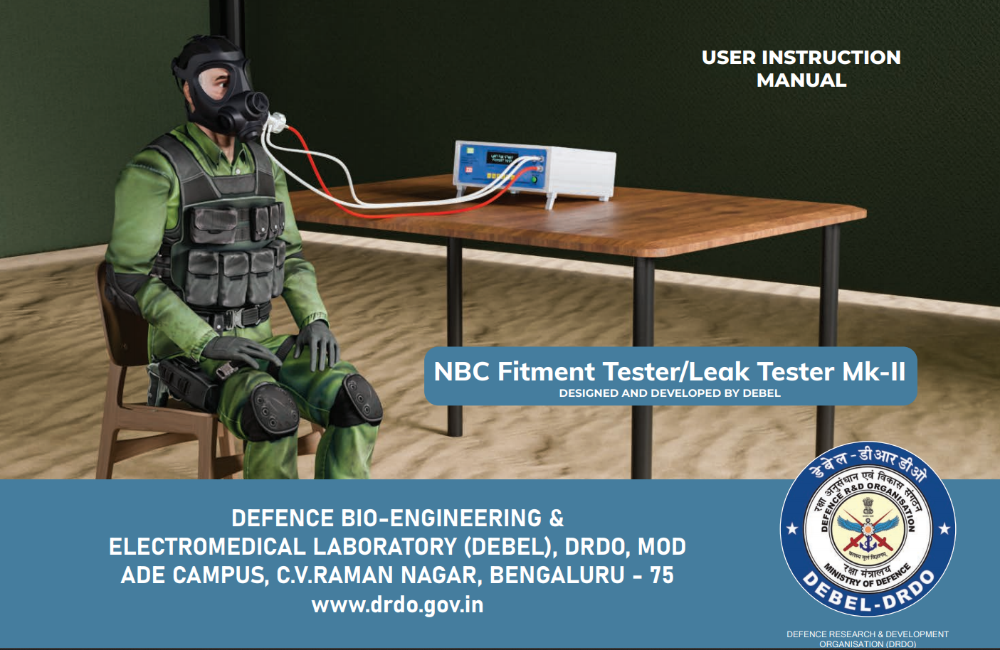 USER INSTRUCTION
MANUAL
NBC Fitment Tester/Leak Tester Mk-II
DESIGNED AND DEVELOPED BY DEBEL
DEFENCE BIO-ENGINEERING &
ELECTROMEDICAL LABORATORY (DEBEL), DRDO, MOD
ADE CAMPUS, C.V.RAMAN NAGAR, BENGALURU - 75
www.drdo.gov.in
डेबेल - डीआरडीओ
रक्षा अनुसंधान एवं विकास संगठन
DEFENCE R&D ORGANISATION
बलस्य मूलं विज्ञानम्
रक्षा मंत्रालय
MINISTRY OF DEFENCE
DEBEL-DRDO
DEFENCE RESEARCH & DEVELOPMENT
ORGANISATION (DRDO)